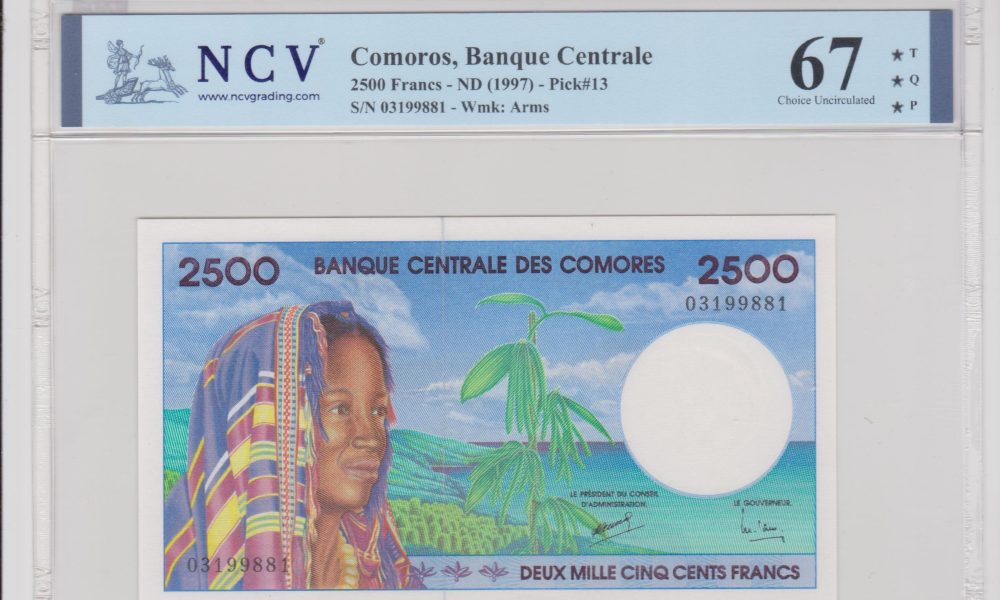 NCV®
www.ncvgrading.com
Comoros, Banque Centrale
2500 Francs - ND (1997) - Pick#13
S/N 03199881 - Wmk: Arms
67
Choice Uncirculated
★ T
★ Q
★ P
NCV
NCV
2500
BANQUE CENTRALE DES COMORES
2500
03199881
LE PRÉSIDENT DU CONSEIL
D'ADMINISTRATION,
LE GOUVERNEUR,
03199881
DEUX MILLE CINQ CENTS FRANCS